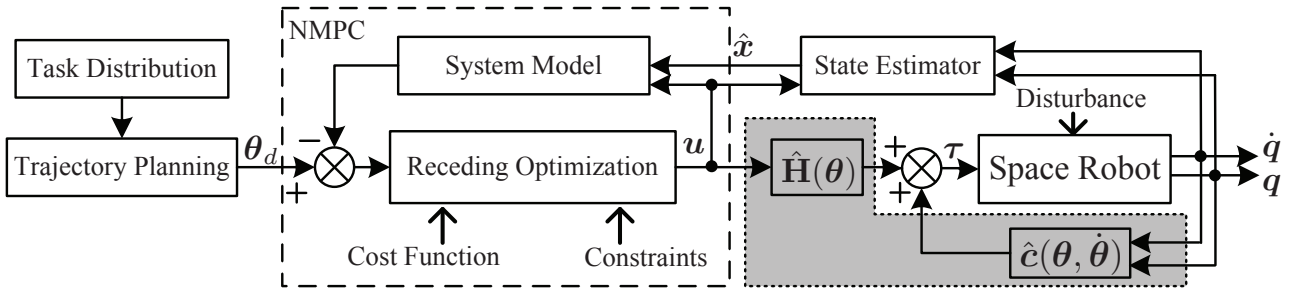 NMPC
Task Distribution
System Model
x̂
State Estimator
Disturbance
Trajectory Planning
θ_d
−
+
Receding Optimization
u
Ĥ(θ)
+
+
τ
Space Robot
q̇
q
Cost Function
Constraints
ĉ(θ, θ̇)